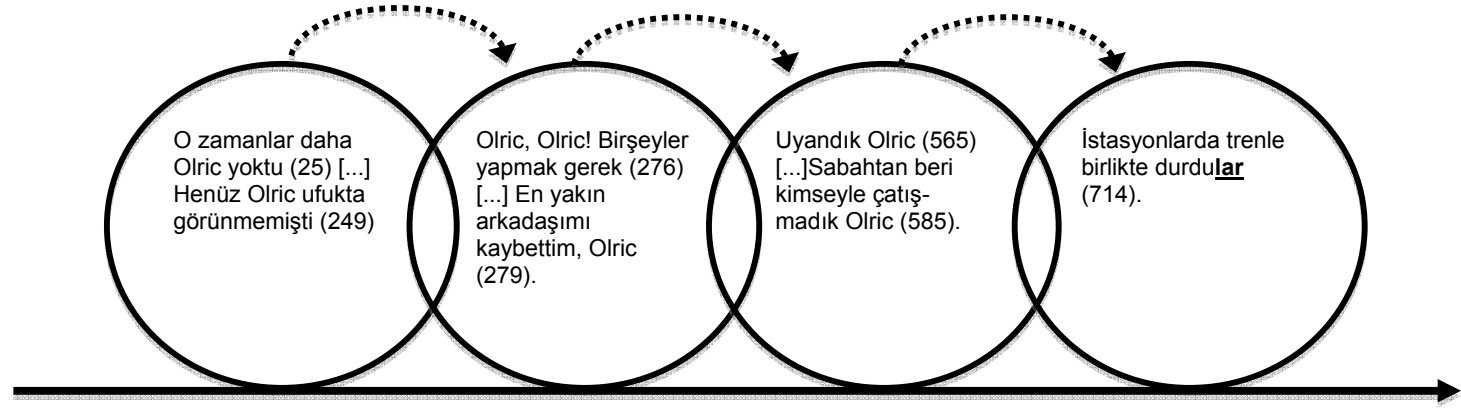 O zamanlar daha
Olric yoktu (25) [...]
Henüz Olric ufukta
görünmemişti (249)
Olric, Olric! Birşeyler
yapmak gerek (276)
[...] En yakın
arkadaşımı
kaybettim, Olric
(279).
Uyandık Olric (565)
[...]Sabahtan beri
kimseyle çatış-
madık Olric (585).
İstasyonlarda trenle
birlikte durdular
(714).